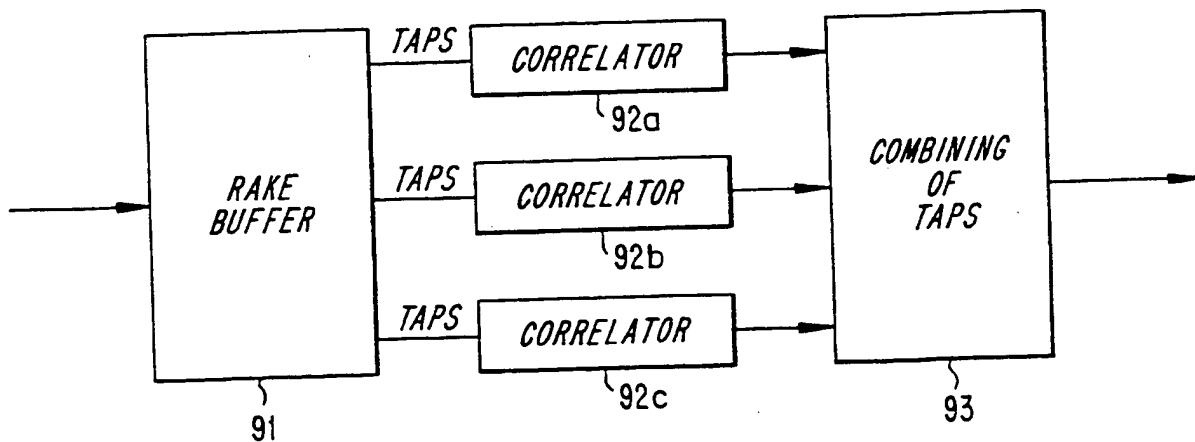 TAPS
CORRELATOR
92a
RAKE
BUFFER
TAPS
CORRELATOR
92b
COMBINING
OF
TAPS
TAPS
CORRELATOR
92c
91
93